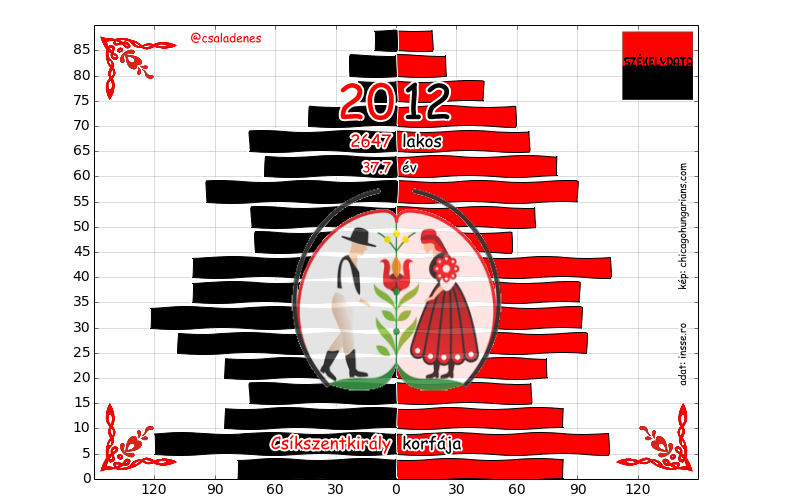 @csaladenes
SZÉKELYDATA
2012
2647 lakos
37.7 év
kép: chicagohungarians.com
adat: insse.ro
Csíkszentkirály korfája
85
80
75
70
65
60
55
50
45
40
35
30
25
20
15
10
5
0
120 90 60 30 0 30 60 90 120